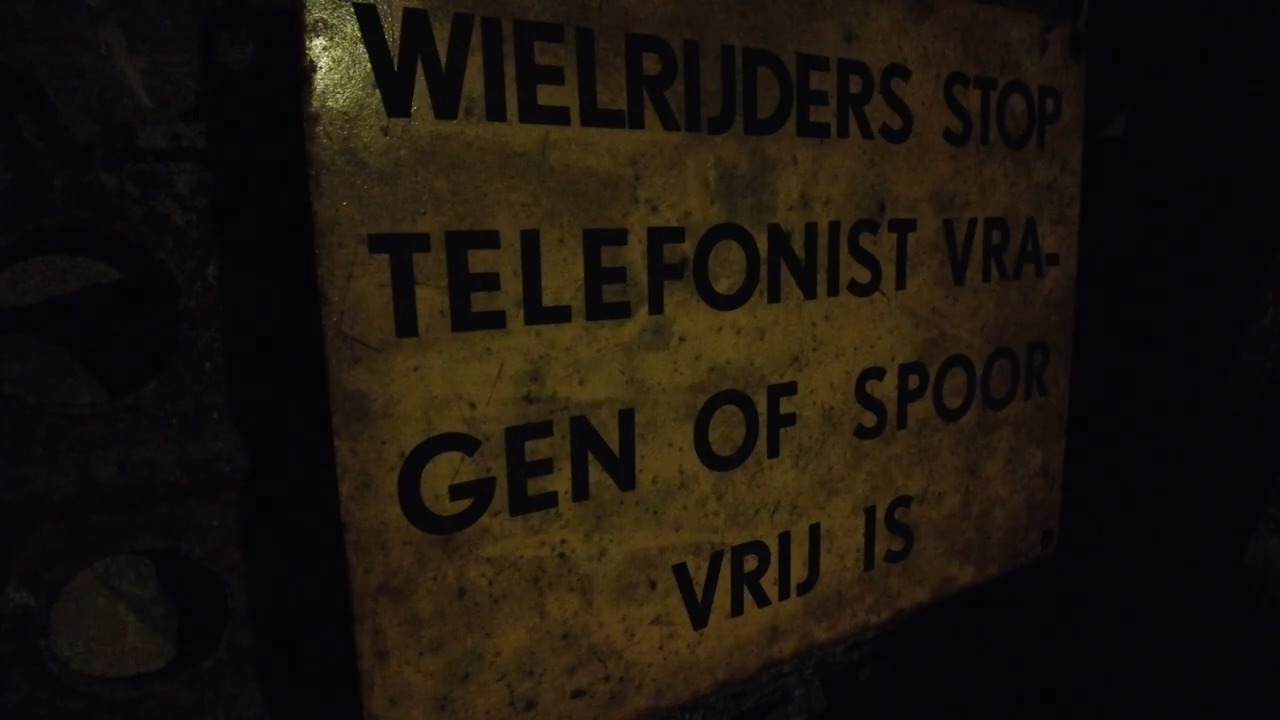 WIELRIJDERS STOP
TELEFONIST VRA-
GEN OF SPOOR
VRIJ IS